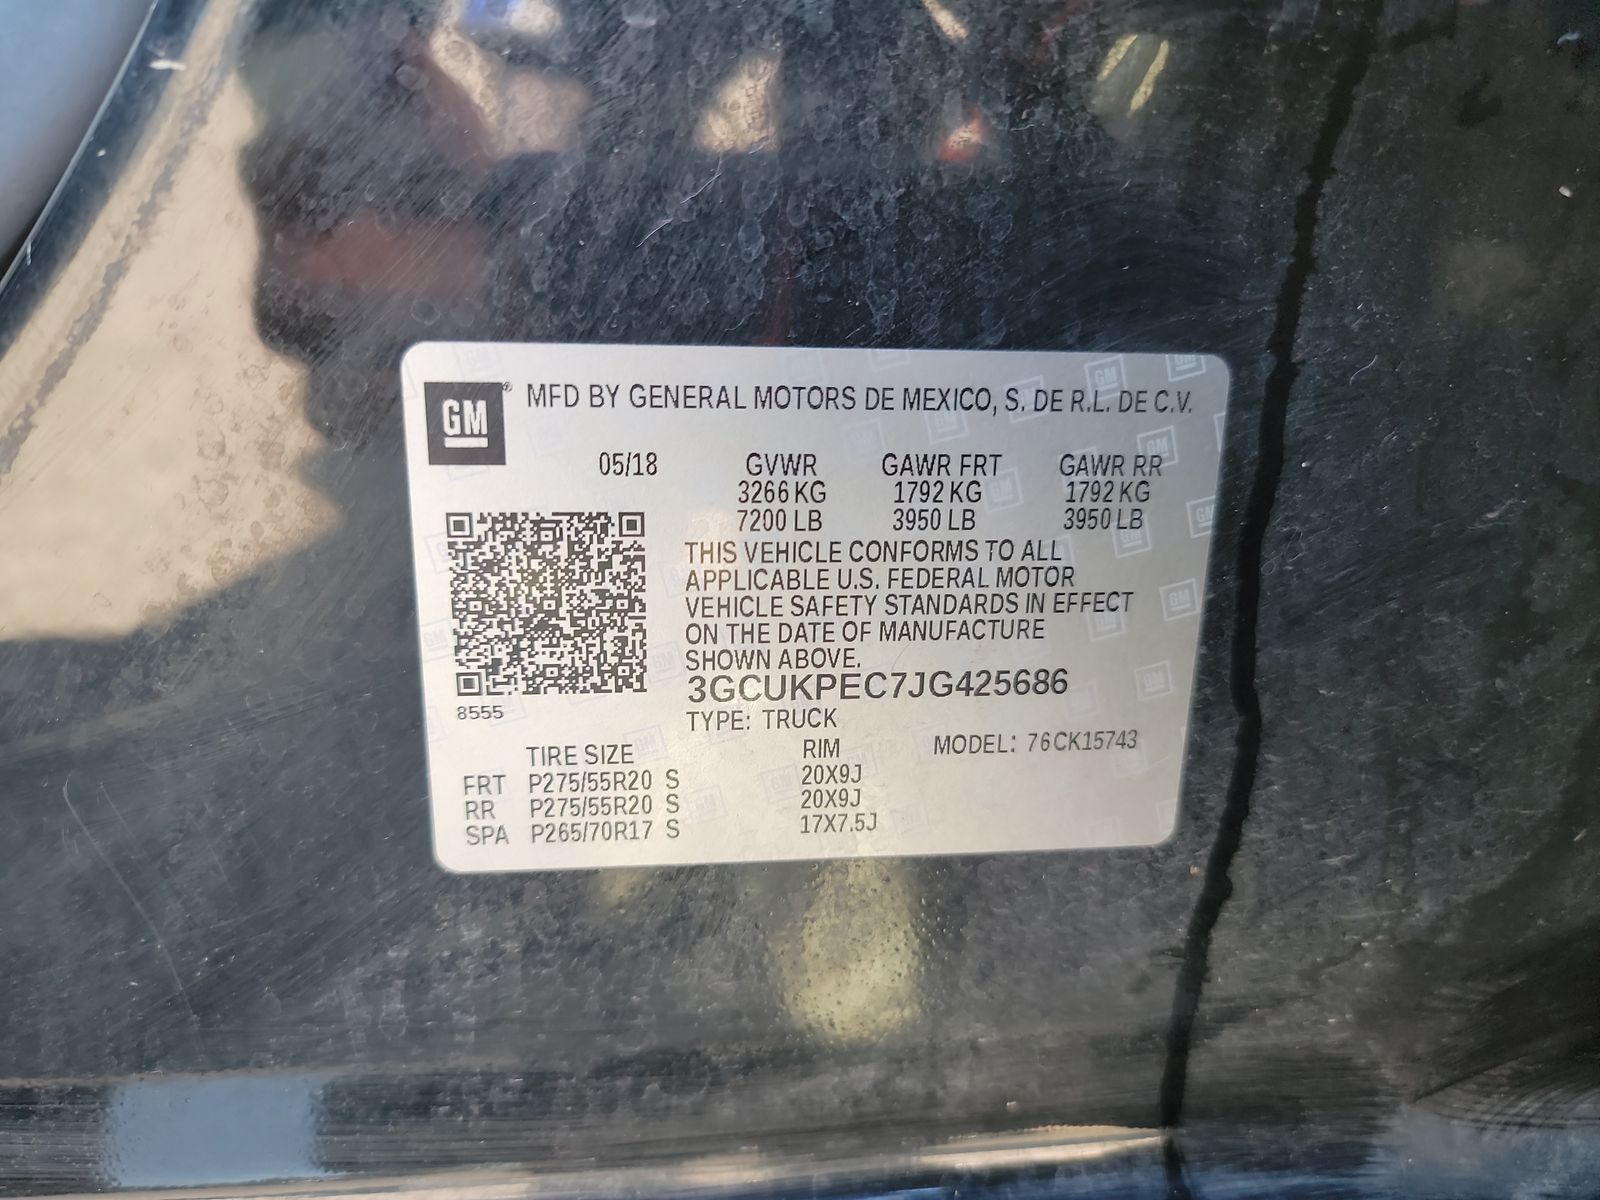 GM® MFD BY GENERAL MOTORS DE MEXICO, S. DE R.L. DE C.V.
05/18 GVWR GAWR FRT GAWR RR
3266 KG 1792 KG 1792 KG
7200 LB 3950 LB 3950 LB
THIS VEHICLE CONFORMS TO ALL
APPLICABLE U.S. FEDERAL MOTOR
VEHICLE SAFETY STANDARDS IN EFFECT
ON THE DATE OF MANUFACTURE
SHOWN ABOVE.
3GCUKPEC7JG425686
8555
TYPE: TRUCK
TIRE SIZE RIM MODEL: 76CK15743
FRT P275/55R20 S 20X9J
RR P275/55R20 S 20X9J
SPA P265/70R17 S 17X7.5J